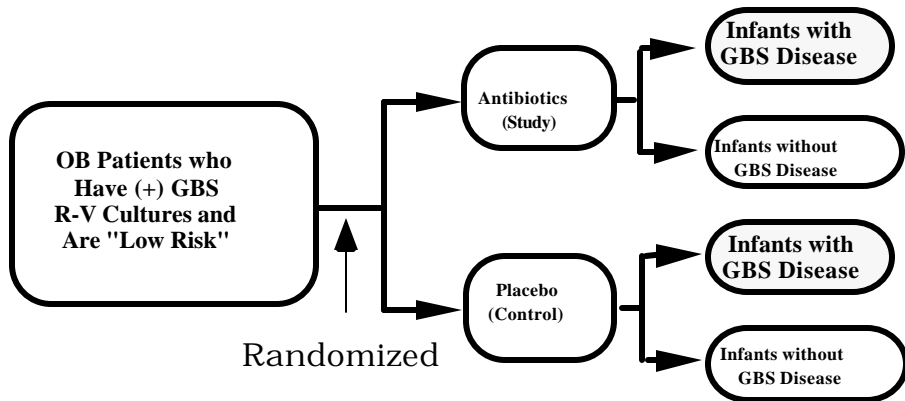 OB Patients who
Have (+) GBS
R-V Cultures and
Are "Low Risk"
Randomized
Antibiotics
(Study)
Infants with
GBS Disease
Infants without
GBS Disease
Placebo
(Control)
Infants with
GBS Disease
Infants without
GBS Disease